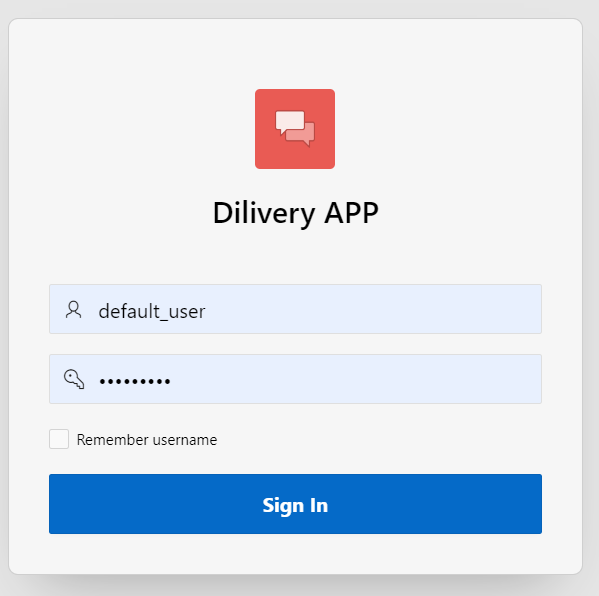 Dilivery APP
default_user
•••••••••
Remember username
Sign In